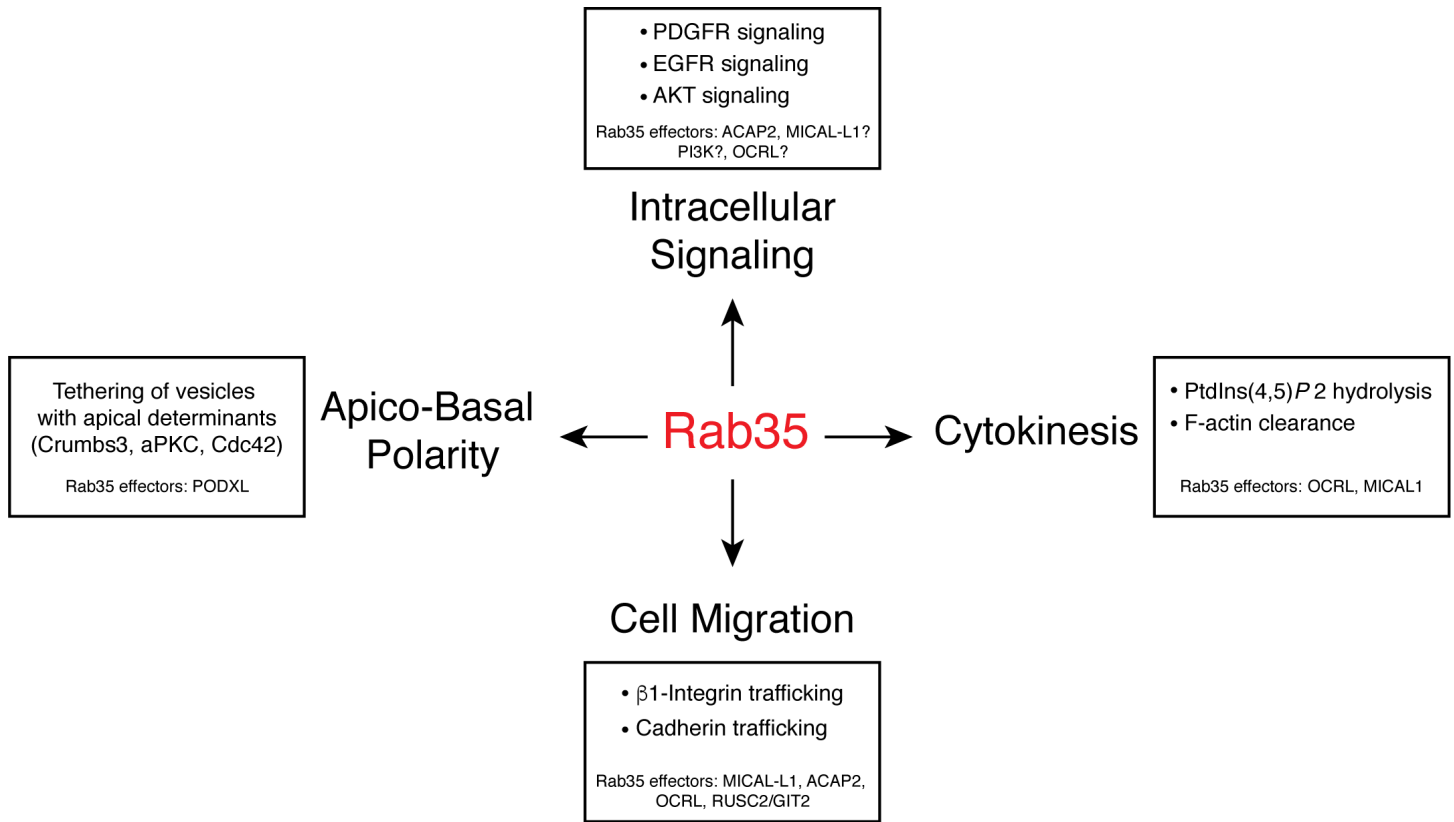 • PDGFR signaling
• EGFR signaling
• AKT signaling
Rab35 effectors: ACAP2, MICAL-L1?
PI3K?, OCRL?
Intracellular
Signaling
Tethering of vesicles
with apical determinants
(Crumbs3, aPKC, Cdc42)
Rab35 effectors: PODXL
Apico-Basal
Polarity
Rab35
Cytokinesis
• PtdIns(4,5)P 2 hydrolysis
• F-actin clearance
Rab35 effectors: OCRL, MICAL1
Cell Migration
• β1-Integrin trafficking
• Cadherin trafficking
Rab35 effectors: MICAL-L1, ACAP2,
OCRL, RUSC2/GIT2